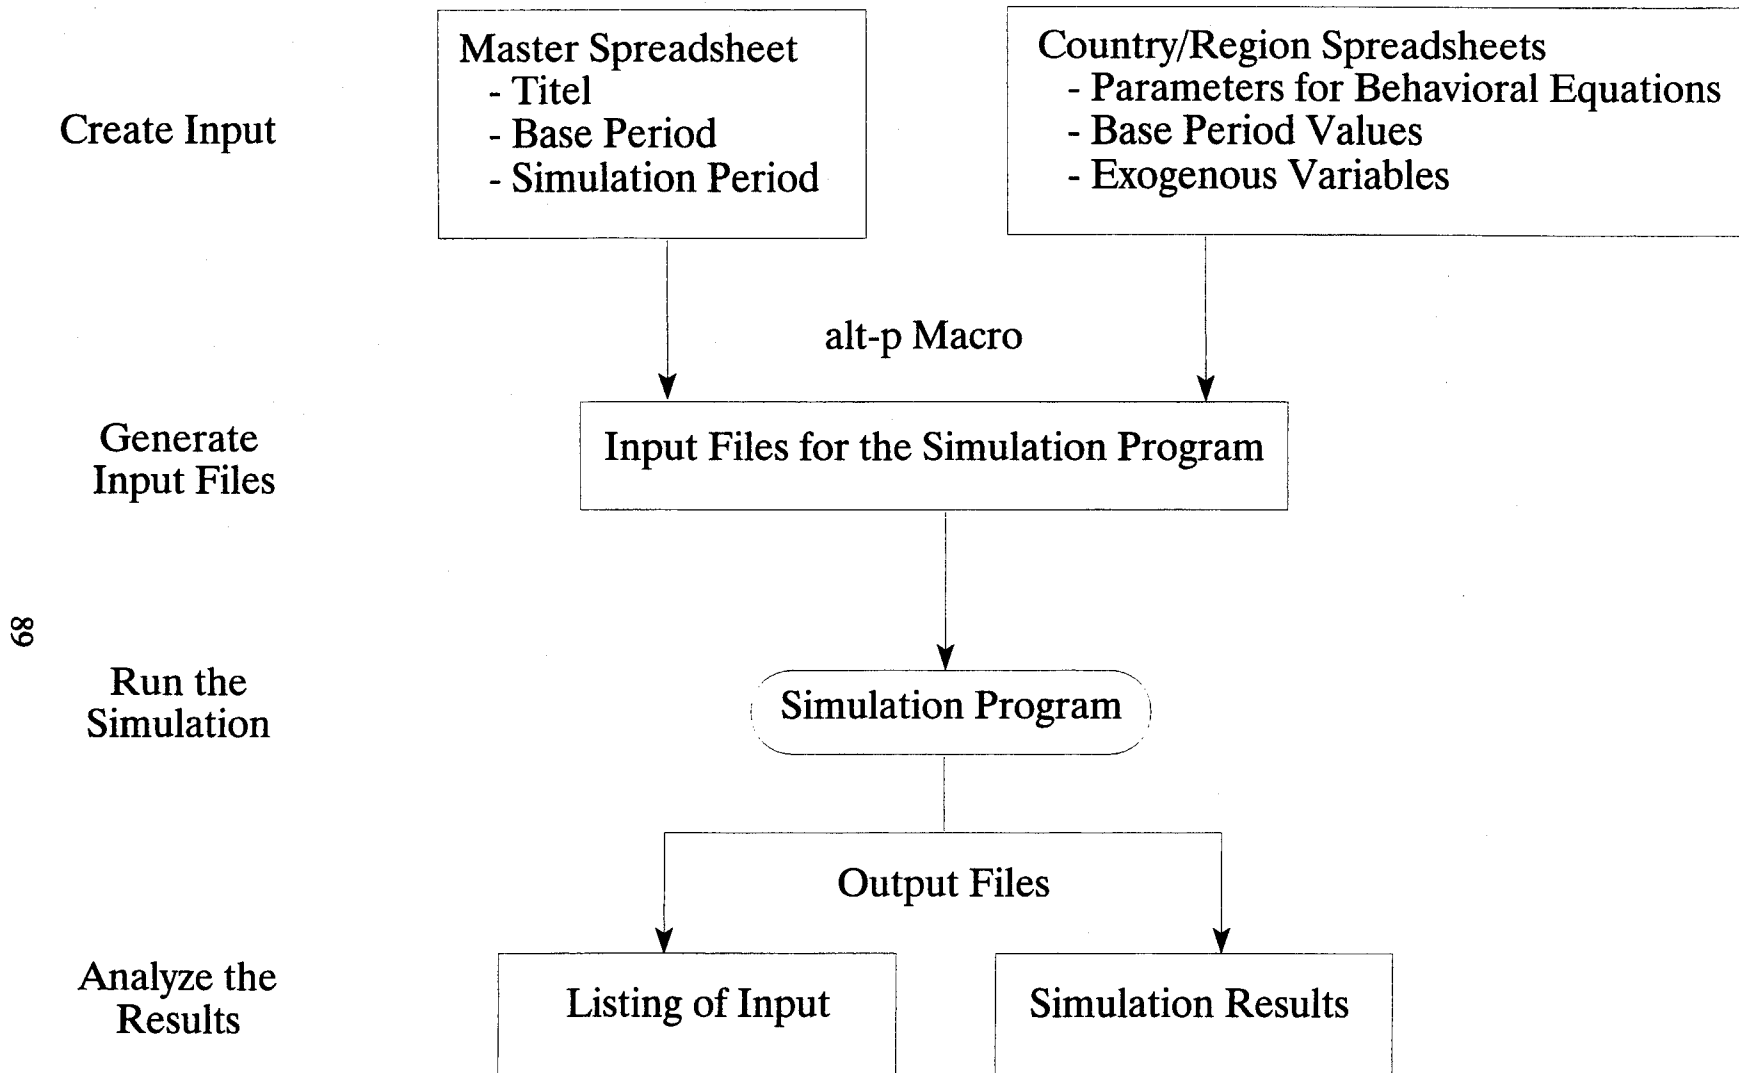 Master Spreadsheet
- Titel
- Base Period
- Simulation Period
Country/Region Spreadsheets
- Parameters for Behavioral Equations
- Base Period Values
- Exogenous Variables
Create Input
alt-p Macro
Generate
Input Files
Input Files for the Simulation Program
89
Run the
Simulation
Simulation Program
Output Files
Analyze the
Results
Listing of Input
Simulation Results